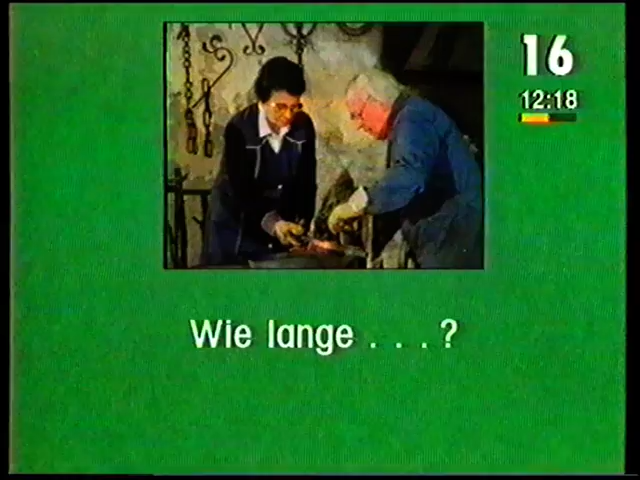 16
12:18
Wie lange . . . ?